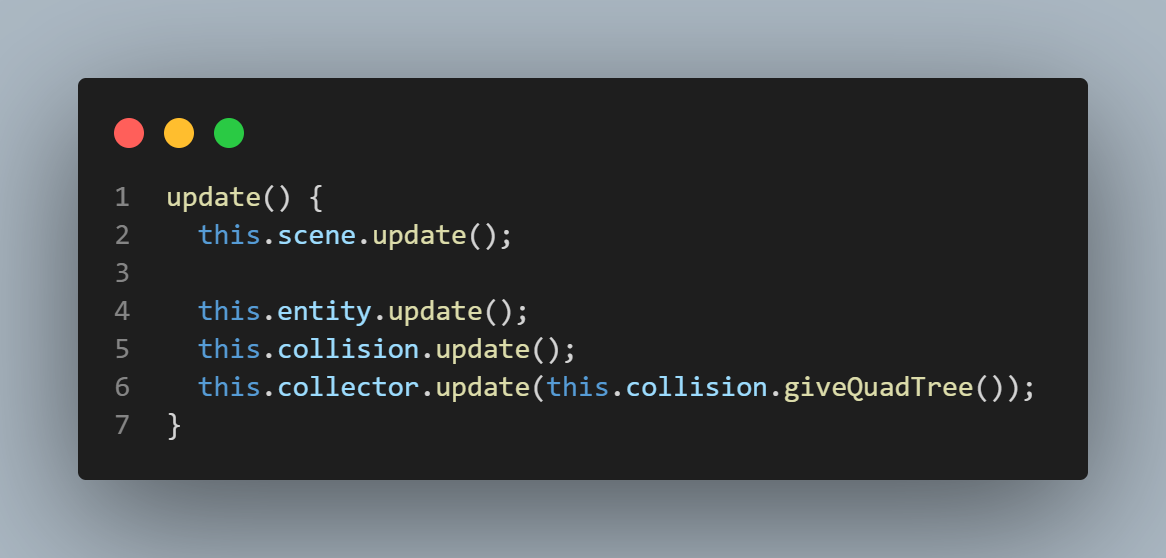 1 update() {
2   this.scene.update();
3
4   this.entity.update();
5   this.collision.update();
6   this.collector.update(this.collision.giveQuadTree());
7 }